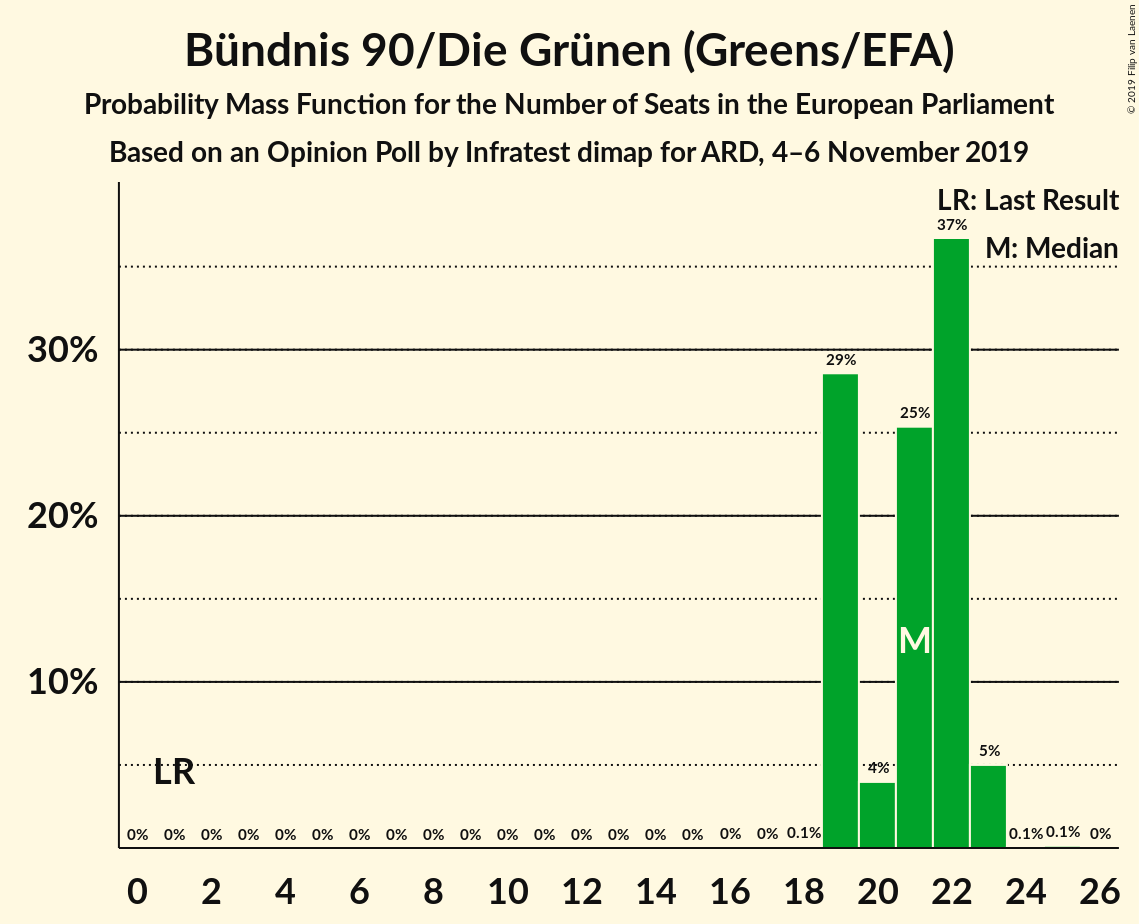 Bündnis 90/Die Grünen (Greens/EFA)
Probability Mass Function for the Number of Seats in the European Parliament
Based on an Opinion Poll by Infratest dimap for ARD, 4–6 November 2019
© 2019 Filip van Laenen
LR: Last Result
M: Median
37%
30%
29%
25%
20%
M
10%
5%
4%
LR
0% 0% 0% 0% 0% 0% 0% 0% 0% 0% 0% 0% 0% 0% 0% 0% 0% 0% 0.1% 0.1% 0.1% 0%
0 2 4 6 8 10 12 14 16 18 20 22 24 26